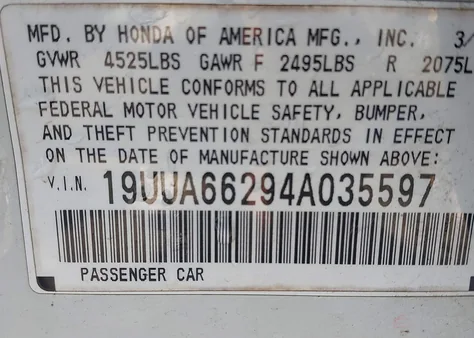 MFD. BY HONDA OF AMERICA MFG., INC. 3/
GVWR 4525LBS GAWR F 2495LBS R 2075L
THIS VEHICLE CONFORMS TO ALL APPLICABLE
FEDERAL MOTOR VEHICLE SAFETY, BUMPER,
AND THEFT PREVENTION STANDARDS IN EFFECT
ON THE DATE OF MANUFACTURE SHOWN ABOVE:
V.I.N. 19UUA66294A035597
PASSENGER CAR